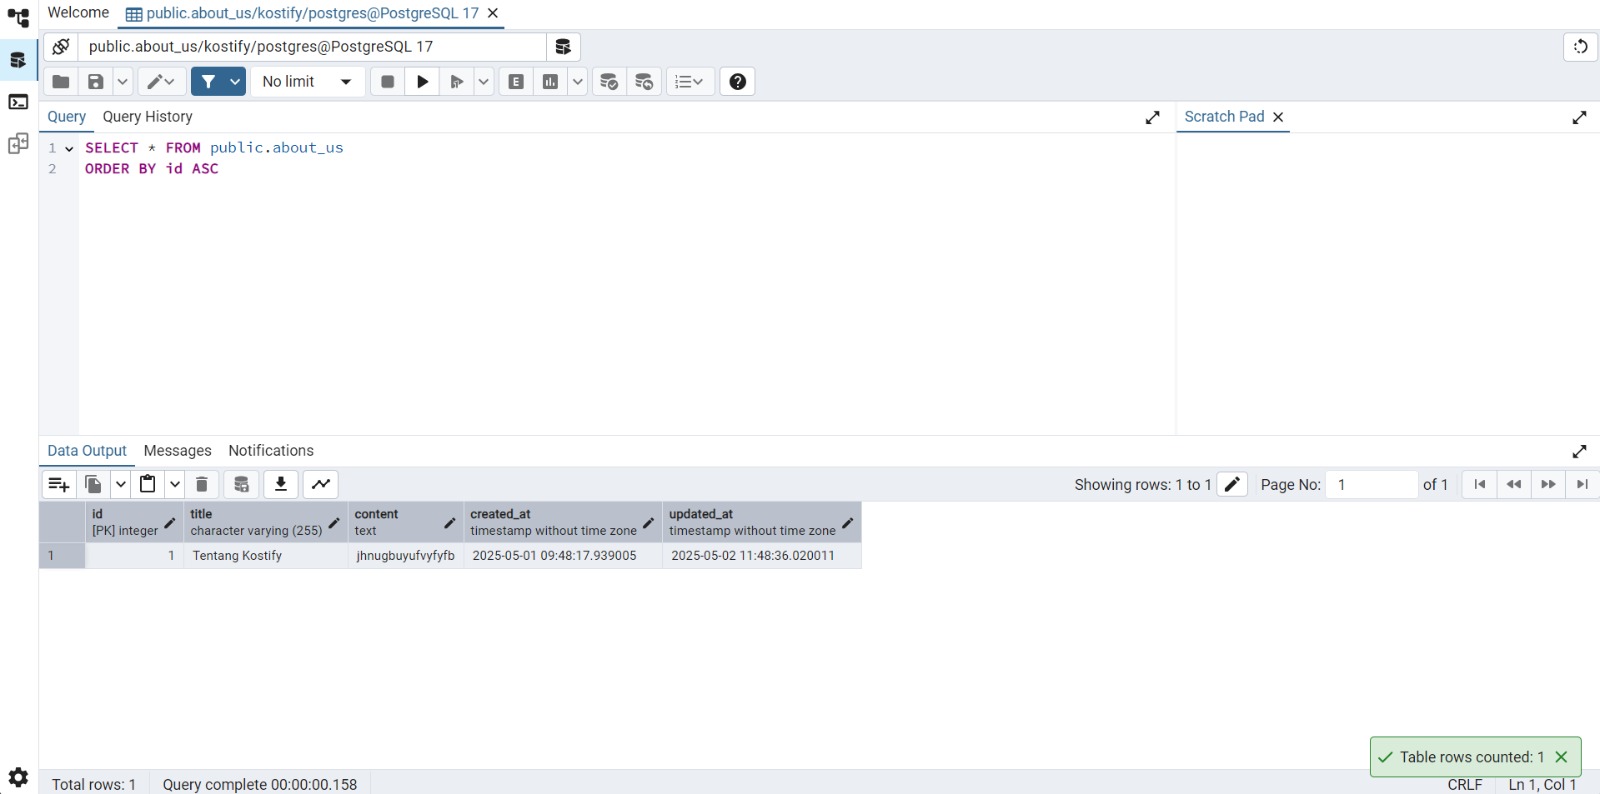 Welcome
public.about_us/kostify/postgres@PostgreSQL 17
public.about_us/kostify/postgres@PostgreSQL 17
No limit
E
Query Query History
Scratch Pad
1 SELECT * FROM public.about_us
2 ORDER BY id ASC
Data Output Messages Notifications
Showing rows: 1 to 1 Page No: 1 of 1
id title content created_at updated_at
[PK] integer character varying (255) text timestamp without time zone timestamp without time zone
1 1 Tentang Kostify jhnugbuyufvyfyfb 2025-05-01 09:48:17.939005 2025-05-02 11:48:36.020011
Table rows counted: 1
Total rows: 1 Query complete 00:00:00.158 CRLF Ln 1, Col 1